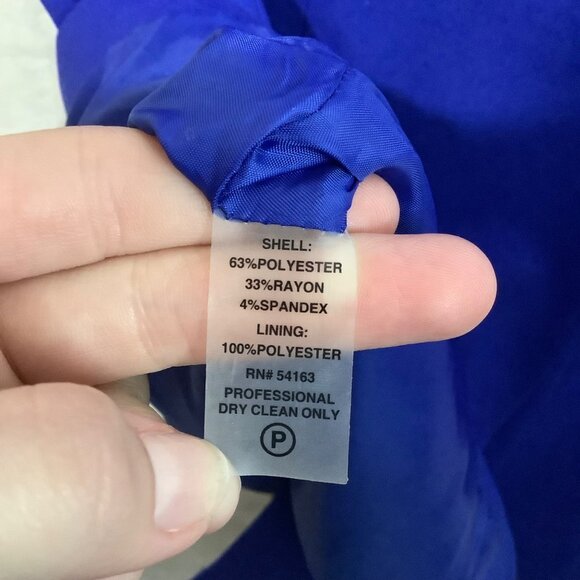 SHELL:
63%POLYESTER
33%RAYON
4%SPANDEX
LINING:
100%POLYESTER
RN# 54163
PROFESSIONAL
DRY CLEAN ONLY
P